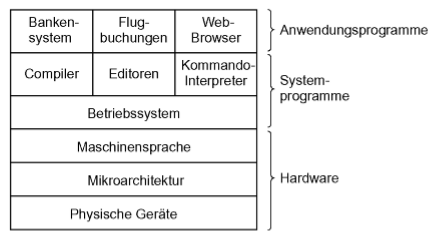 Banken-
system
Flug-
buchungen
Web-
Browser
Anwendungsprogramme
Compiler
Editoren
Kommando-
Interpreter
System-
programme
Betriebssystem
Maschinensprache
Mikroarchitektur
Hardware
Physische Geräte